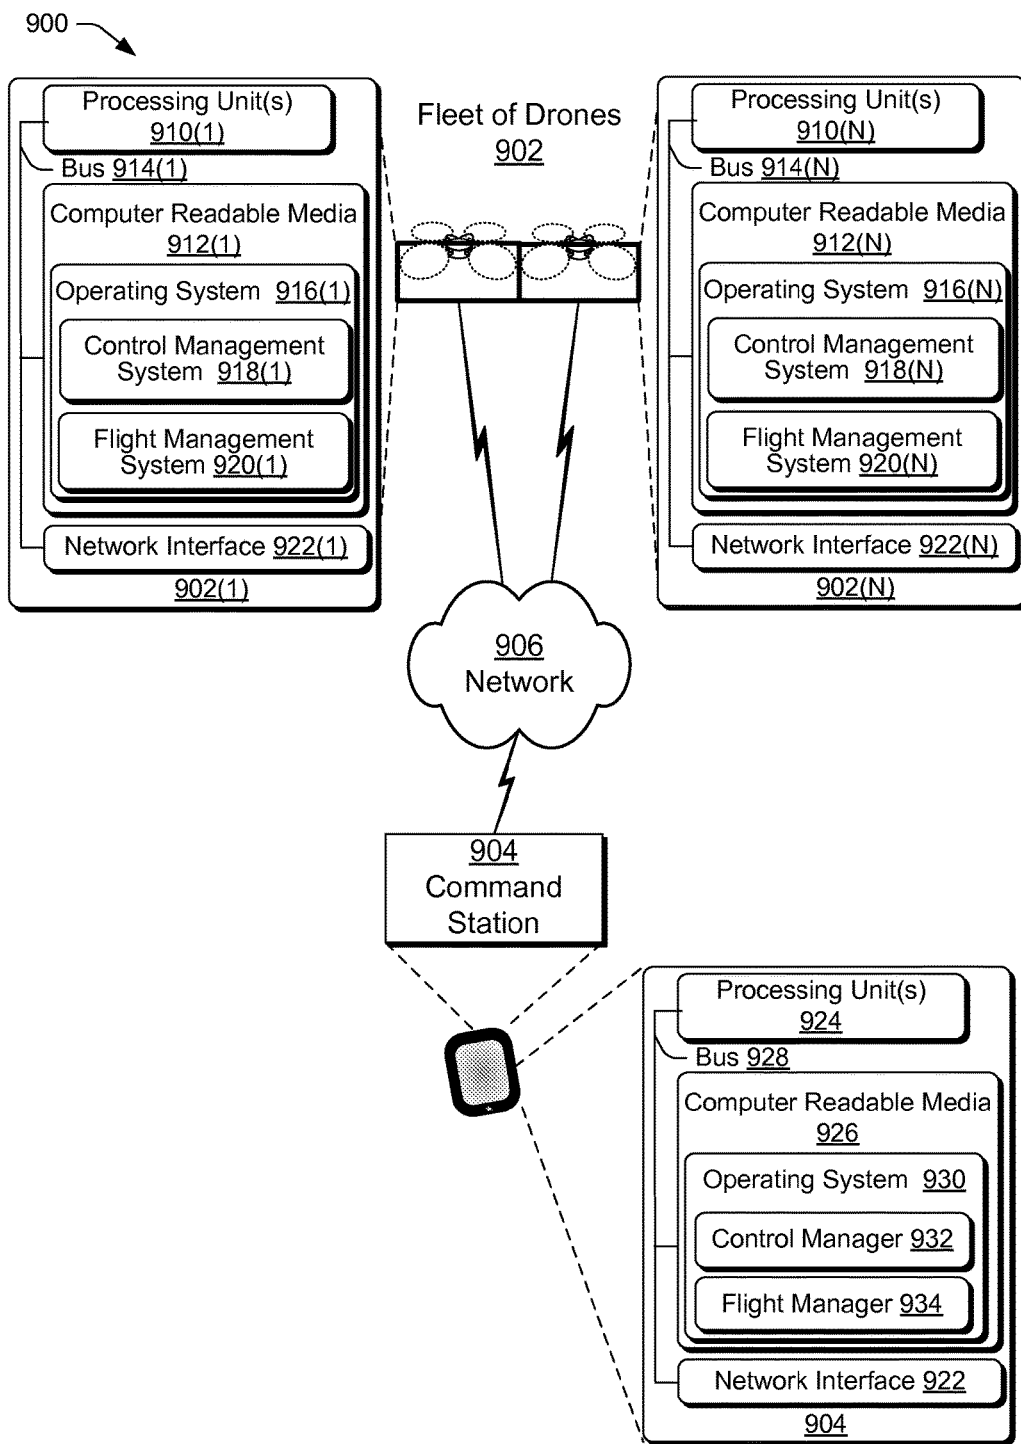 900
Processing Unit(s)
910(1)
Bus 914(1)
Computer Readable Media
912(1)
Operating System 916(1)
Control Management
System 918(1)
Flight Management
System 920(1)
Network Interface 922(1)
902(1)
Fleet of Drones
902
Processing Unit(s)
910(N)
Bus 914(N)
Computer Readable Media
912(N)
Operating System 916(N)
Control Management
System 918(N)
Flight Management
System 920(N)
Network Interface 922(N)
902(N)
906
Network
904
Command
Station
Processing Unit(s)
924
Bus 928
Computer Readable Media
926
Operating System 930
Control Manager 932
Flight Manager 934
Network Interface 922
904